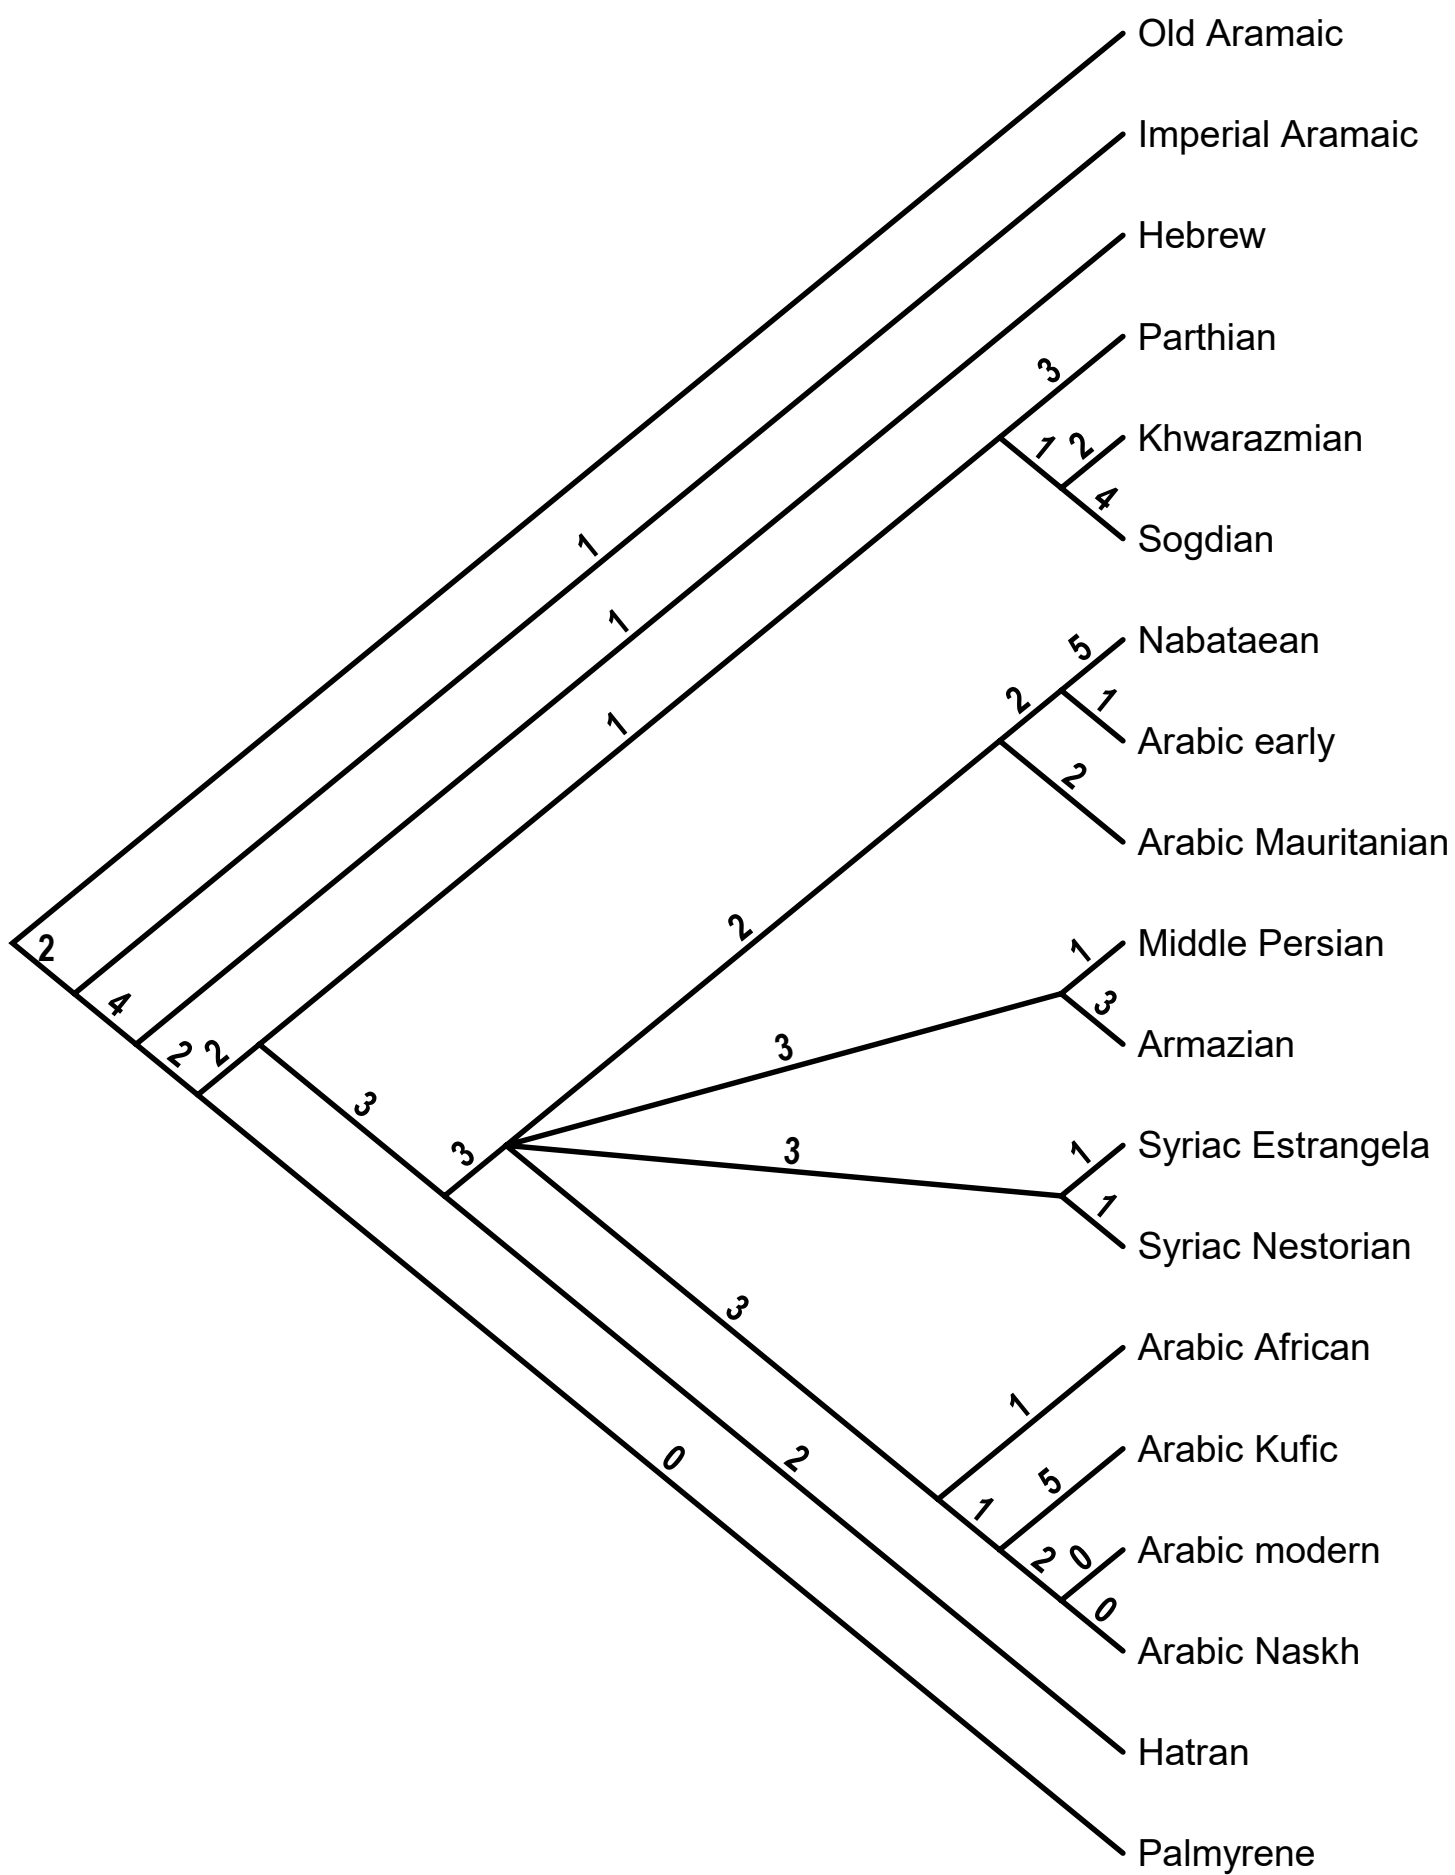 Old Aramaic
Imperial Aramaic
Hebrew
Parthian
3
Khwarazmian
1 2
4
Sogdian
1
1
Nabataean
5
2
1
1
Arabic early
2
Arabic Mauritanian
2
2
Middle Persian
1
4
3
Armazian
3
2 2
3
Syriac Estrangela
3
3
1
1
Syriac Nestorian
3
Arabic African
1
Arabic Kufic
0
2
5
1
Arabic modern
2 0
0
Arabic Naskh
Hatran
Palmyrene